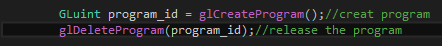 GLuint program_id = glCreateProgram();//creat program
glDeleteProgram(program_id);//release the program